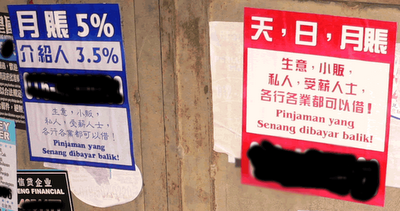 月賬 5%
介紹人 3.5%
生意,小販,
私人,受薪人士,
各行各業都可以借!
Pinjaman yang
Senang dibayar balik!
天,日,月賬
生意,小販,
私人,受薪人士,
各行各業都可以借!
Pinjaman yang
Senang dibayar balik!
信贷企业